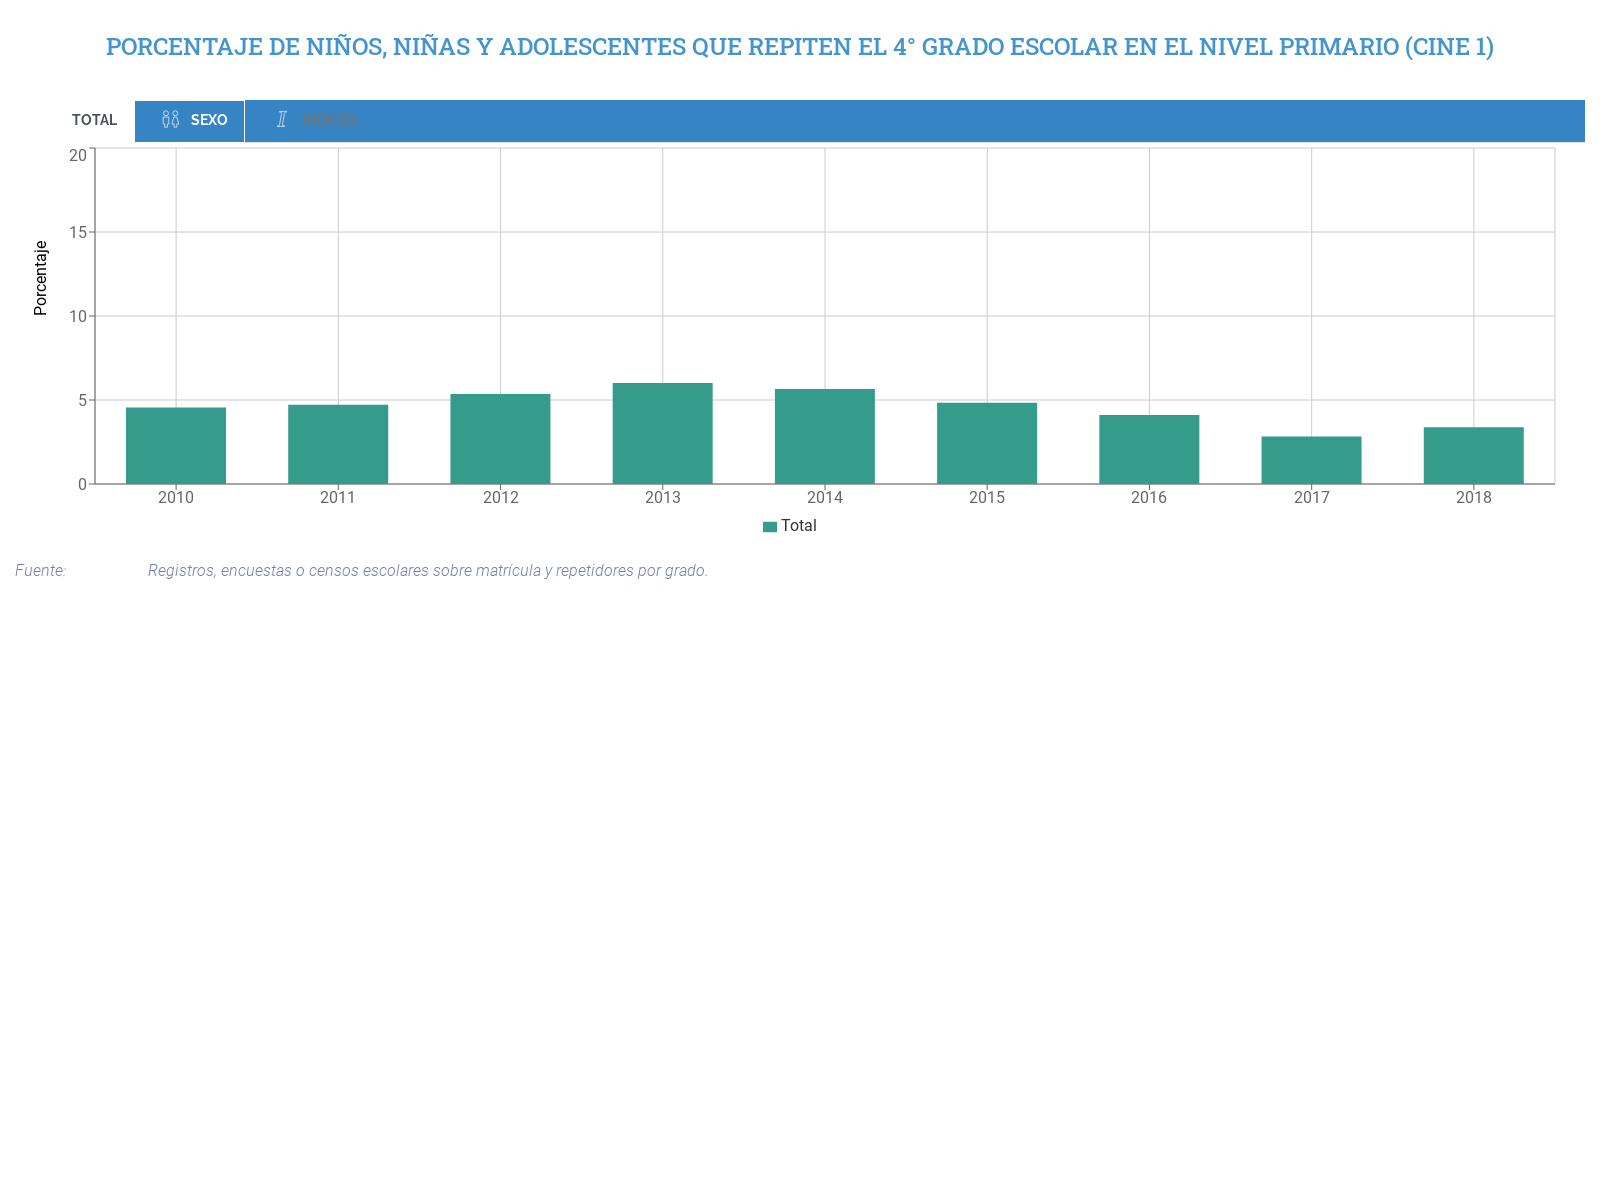 PORCENTAJE DE NIÑOS, NIÑAS Y ADOLESCENTES QUE REPITEN EL 4° GRADO ESCOLAR EN EL NIVEL PRIMARIO (CINE 1)
TOTAL SEXO INDICES
20
15
10
5
0
Porcentaje
2010 2011 2012 2013 2014 2015 2016 2017 2018
Total
Fuente: Registros, encuestas o censos escolares sobre matrícula y repetidores por grado.